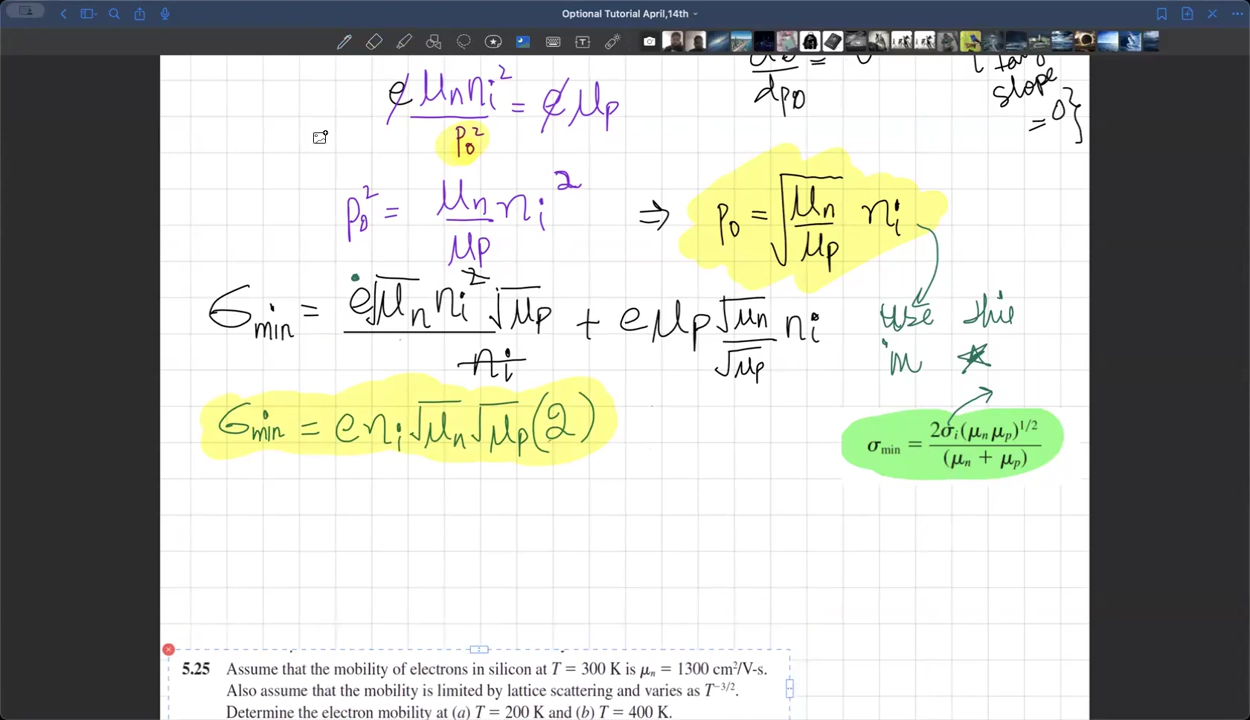 Optional Tutorial April,14th
dp₀
slope
= 0}
e μn ni² / p₀² = e μp
p₀² = μn/μp ni² ⇒ p₀ = √(μn/μp) ni
σmin = e√μn ni² √μp / ni + e μp √μn/√μp ni
use this
in ★
σmin = e ni √μn √μp (2)
σmin = 2σi(μn μp)^1/2 / (μn + μp)
5.25 Assume that the mobility of electrons in silicon at T = 300 K is μn = 1300 cm²/V-s.
Also assume that the mobility is limited by lattice scattering and varies as T⁻³/².
Determine the electron mobility at (a) T = 200 K and (b) T = 400 K.